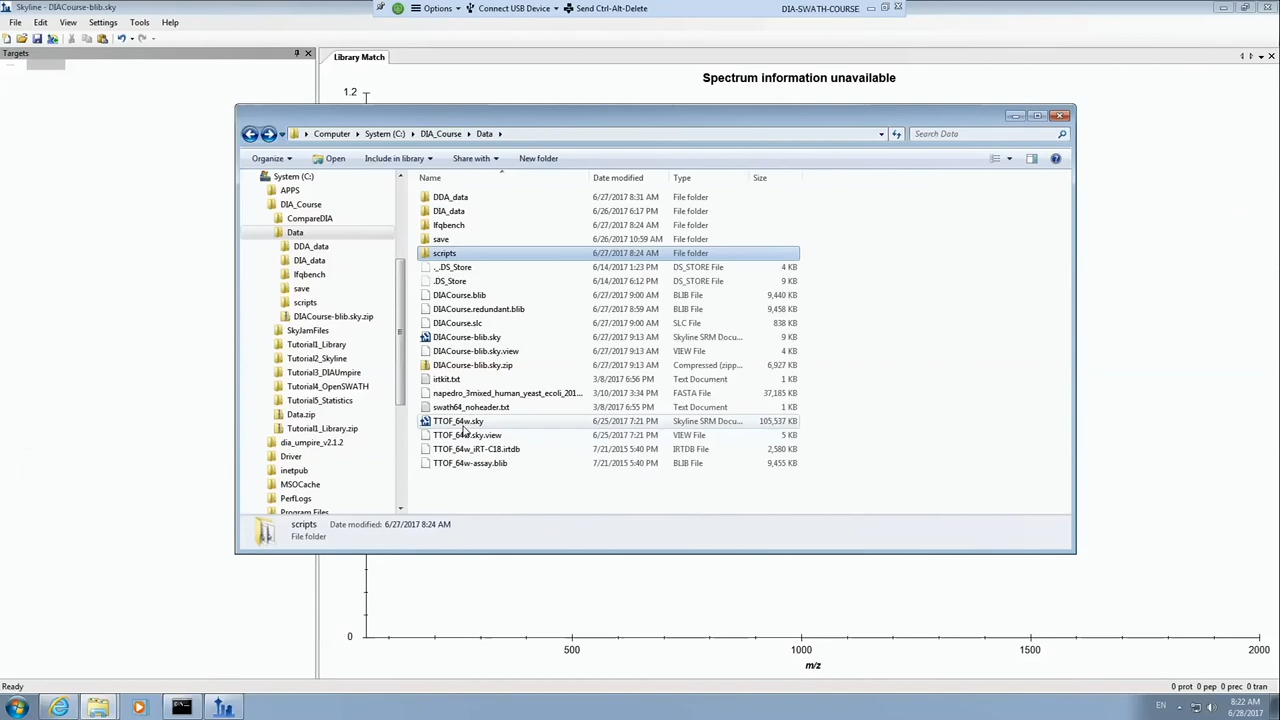 Skyline - DIACourse-blib.sky
Options
Connect USB Device
Send Ctrl-Alt-Delete
DIA-SWATH-COURSE
File Edit View Settings Tools Help
Targets
Library Match
Spectrum information unavailable
1.2
Computer System (C:) DIA_Course Data
Search Data
Organize Open Include in library Share with New folder
Name Date modified Type Size
System (C:)
APPS
DIA_Course
CompareDIA
Data
DDA_data
DIA_data
lfqbench
save
scripts
DIACourse-blib.sky.zip
SkyJamFiles
Tutorial1_Library
Tutorial2_Skyline
Tutorial3_DIAUmpire
Tutorial4_OpenSWATH
Tutorial5_Statistics
Data.zip
Tutorial1_Library.zip
dia_umpire_v2.1.2
Driver
inetpub
MSOCache
PerfLogs
Program Files
DDA_data 6/27/2017 8:31 AM File folder
DIA_data 6/26/2017 6:17 PM File folder
lfqbench 6/27/2017 8:24 AM File folder
save 6/26/2017 10:59 AM File folder
scripts 6/27/2017 8:24 AM File folder
._.DS_Store 6/14/2017 1:23 PM DS_STORE File 4 KB
.DS_Store 6/14/2017 6:12 PM DS_STORE File 9 KB
DIACourse.blib 6/27/2017 9:00 AM BLIB File 9,440 KB
DIACourse.redundant.blib 6/27/2017 8:59 AM BLIB File 9,458 KB
DIACourse.slc 6/27/2017 9:00 AM SLC File 838 KB
DIACourse-blib.sky 6/27/2017 9:13 AM Skyline SRM Docu... 9 KB
DIACourse-blib.sky.view 6/27/2017 9:13 AM VIEW File 4 KB
DIACourse-blib.sky.zip 6/27/2017 9:13 AM Compressed (zipp... 6,927 KB
irtkit.txt 3/8/2017 6:56 PM Text Document 1 KB
napedro_3mixed_human_yeast_ecoli_201... 3/10/2017 3:34 PM FASTA File 37,185 KB
swath64_noheader.txt 3/8/2017 6:55 PM Text Document 1 KB
TTOF_64w.sky 6/25/2017 7:21 PM Skyline SRM Docu... 105,537 KB
TTOF_64w.sky.view 6/25/2017 7:21 PM VIEW File 5 KB
TTOF_64w_iRT-C18.irtdb 7/21/2015 5:40 PM IRTDB File 2,580 KB
TTOF_64w-assay.blib 7/21/2015 5:40 PM BLIB File 9,455 KB
scripts Date modified: 6/27/2017 8:24 AM
File folder
0
500 1000 1500 2000
m/z
Ready
0 prot 0 pep 0 prec 0 tran
EN
8:22 AM
6/28/2017